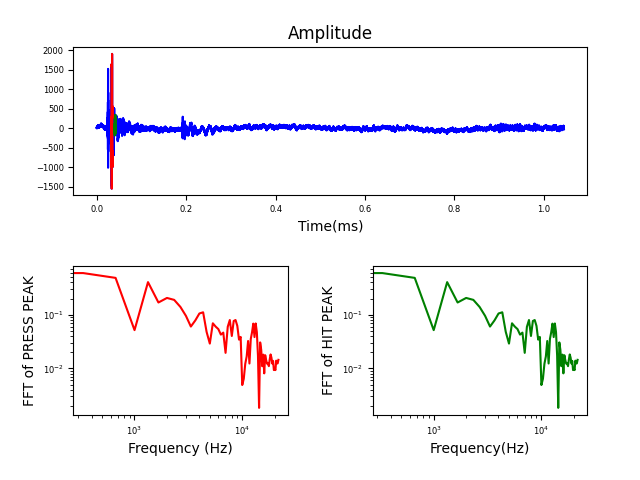 Amplitude
2000
1500
1000
500
0
−500
−1000
−1500
0.0 0.2 0.4 0.6 0.8 1.0
Time(ms)
FFT of PRESS PEAK
10⁻¹
10⁻²
10³ 10⁴
Frequency (Hz)
FFT of HIT PEAK
10⁻¹
10⁻²
10³ 10⁴
Frequency(Hz)